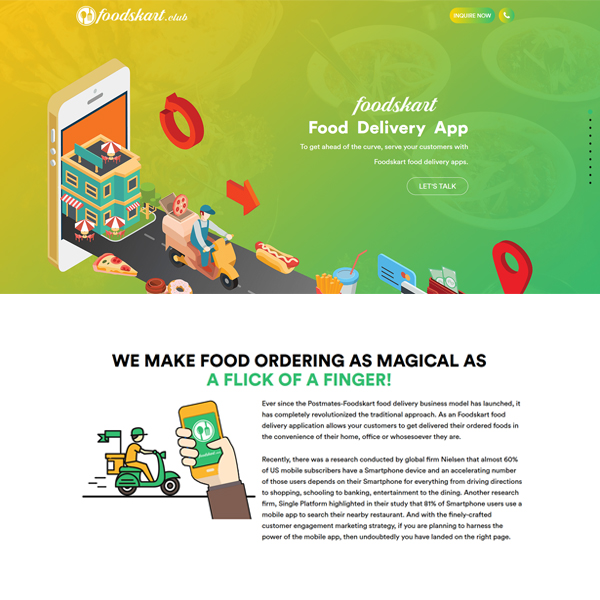 foodskart.club
INQUIRE NOW
foodskart
Food Delivery App
To get ahead of the curve, serve your customers with
Foodskart food delivery apps.
LET'S TALK
WE MAKE FOOD ORDERING AS MAGICAL AS
A FLICK OF A FINGER!
Ever since the Postmates-Foodskart food delivery business model has launched, it
has completely revolutionized the traditional approach. As an Foodskart food
delivery application allows your customers to get delivered their ordered foods in
the convenience of their home, office or whosesoever they are.
Recently, there was a research conducted by global firm Nielsen that almost 60%
of US mobile subscribers have a Smartphone device and an accelerating number
of those users depends on their Smartphone for everything from driving directions
to shopping, schooling to banking, entertainment to the dining. Another research
firm, Single Platform highlighted in their study that 81% of Smartphone users use a
mobile app to search their nearby restaurant. And with the finely-crafted
customer engagement marketing strategy, if you are planning to harness the
power of the mobile app, then undoubtedly you have landed on the right page.